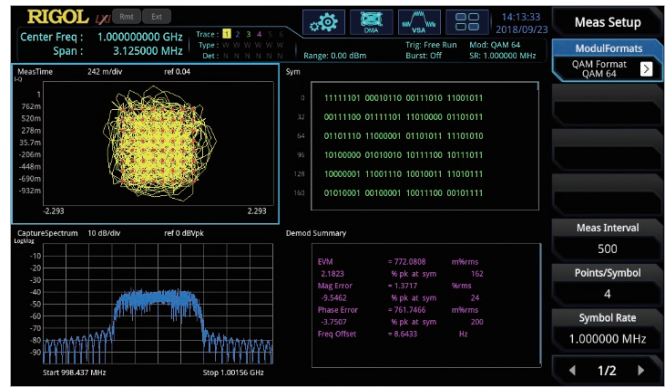 RIGOL LXI Rmt Ext
DMA VSA
14:13:33
2018/09/23
Center Freq : 1.000000000 GHz
Span : 3.125000 MHz
Trace : 1 2 3 4 5 6
Type : W W W W W W
Det : N N N N N N
Range: 0.00 dBm
Trig: Free Run
Burst: Off
Mod: QAM 64
SR: 1.000000 MHz
MeasTime 242 m/div ref 0.04
I-Q
1
762m
520m
278m
35.7m
-206m
-448m
-690m
-932m
-2.293 2.293
Sym
0 11111101 00010110 00111010 11001011
32 00111100 01111101 11010000 01101011
64 01101110 11000001 01101011 11101010
96 10100000 01010010 10111100 10111011
128 10000001 11001110 10010011 11010111
160 01010001 00100001 10011100 00101111
CaptureSpectrum 10 dB/div ref 0 dBVpk
LogMag
-10
-20
-30
-40
-50
-60
-70
-80
-90
Start 998.437 MHz Stop 1.00156 GHz
Demod Summary
EVM = 772.0808 m%rms
2.1823 % pk at sym 162
Mag Error = 1.3717 %rms
-9.5462 % pk at sym 24
Phase Error = 761.7466 m%rms
-3.7507 % pk at sym 200
Freq Offset = 8.6433 Hz
Meas Setup
ModulFormats
QAM Format
QAM 64
Meas Interval
500
Points/Symbol
4
Symbol Rate
1.000000 MHz
1/2